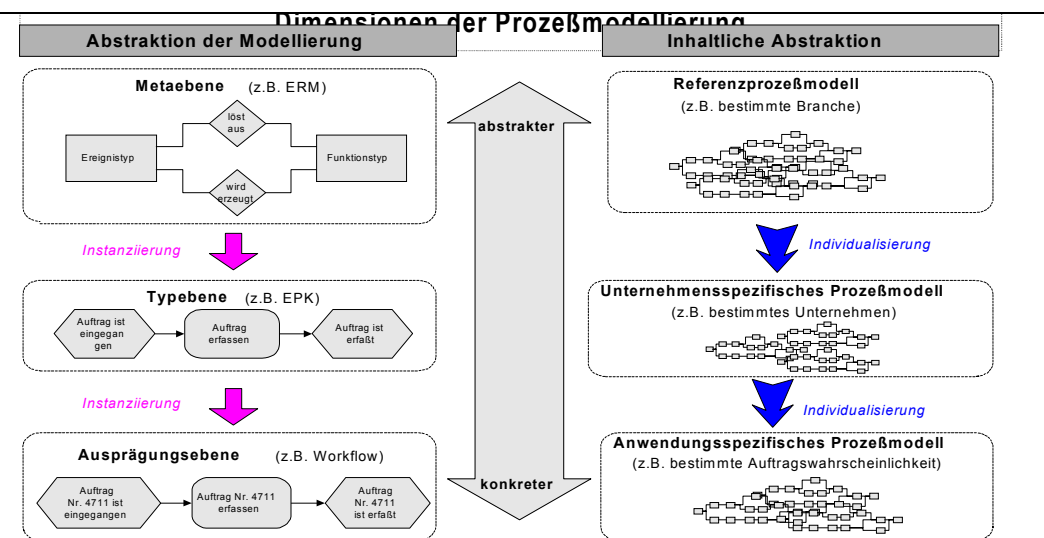 Dimensionen der Prozeßmodellierung
Abstraktion der Modellierung
Metaebene (z.B. ERM)
löst
aus
Ereignistyp
Funktionstyp
wird
erzeugt
Instanziierung
Typebene (z.B. EPK)
Auftrag ist
eingegan
gen
Auftrag
erfassen
Auftrag ist
erfaßt
Instanziierung
Ausprägungsebene (z.B. Workflow)
Auftrag
Nr. 4711 ist
eingegangen
Auftrag Nr. 4711
erfassen
Auftrag
Nr. 4711
ist erfaßt
abstrakter
konkreter
Inhaltliche Abstraktion
Referenzprozeßmodell
(z.B. bestimmte Branche)
Individualisierung
Unternehmensspezifisches Prozeßmodell
(z.B. bestimmtes Unternehmen)
Individualisierung
Anwendungsspezifisches Prozeßmodell
(z.B. bestimmte Auftragswahrscheinlichkeit)